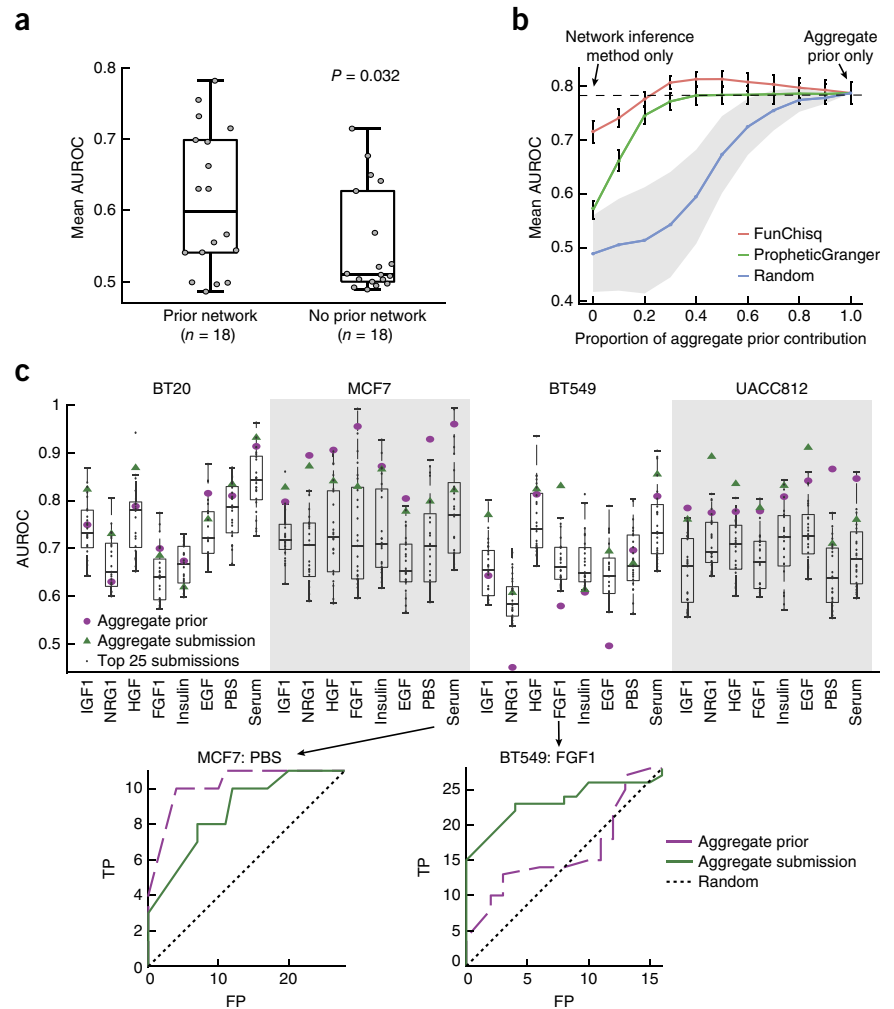 a
Mean AUROC
0.8
0.7
0.6
0.5
P = 0.032
Prior network
(n = 18)
No prior network
(n = 18)
b
Network inference
method only
Aggregate
prior only
Mean AUROC
0.8
0.7
0.6
0.5
0.4
FunChisq
PropheticGranger
Random
0 0.2 0.4 0.6 0.8 1.0
Proportion of aggregate prior contribution
c
BT20 MCF7 BT549 UACC812
AUROC
1
0.9
0.8
0.7
0.6
0.5
Aggregate prior
Aggregate submission
Top 25 submissions
IGF1 NRG1 HGF FGF1 Insulin EGF PBS Serum IGF1 NRG1 HGF FGF1 Insulin EGF PBS Serum IGF1 NRG1 HGF FGF1 Insulin EGF PBS Serum IGF1 NRG1 HGF FGF1 Insulin EGF PBS Serum
MCF7: PBS
TP
10
8
6
4
2
0
0 10 20
FP
BT549: FGF1
TP
25
20
15
10
5
0
0 5 10 15
FP
Aggregate prior
Aggregate submission
Random